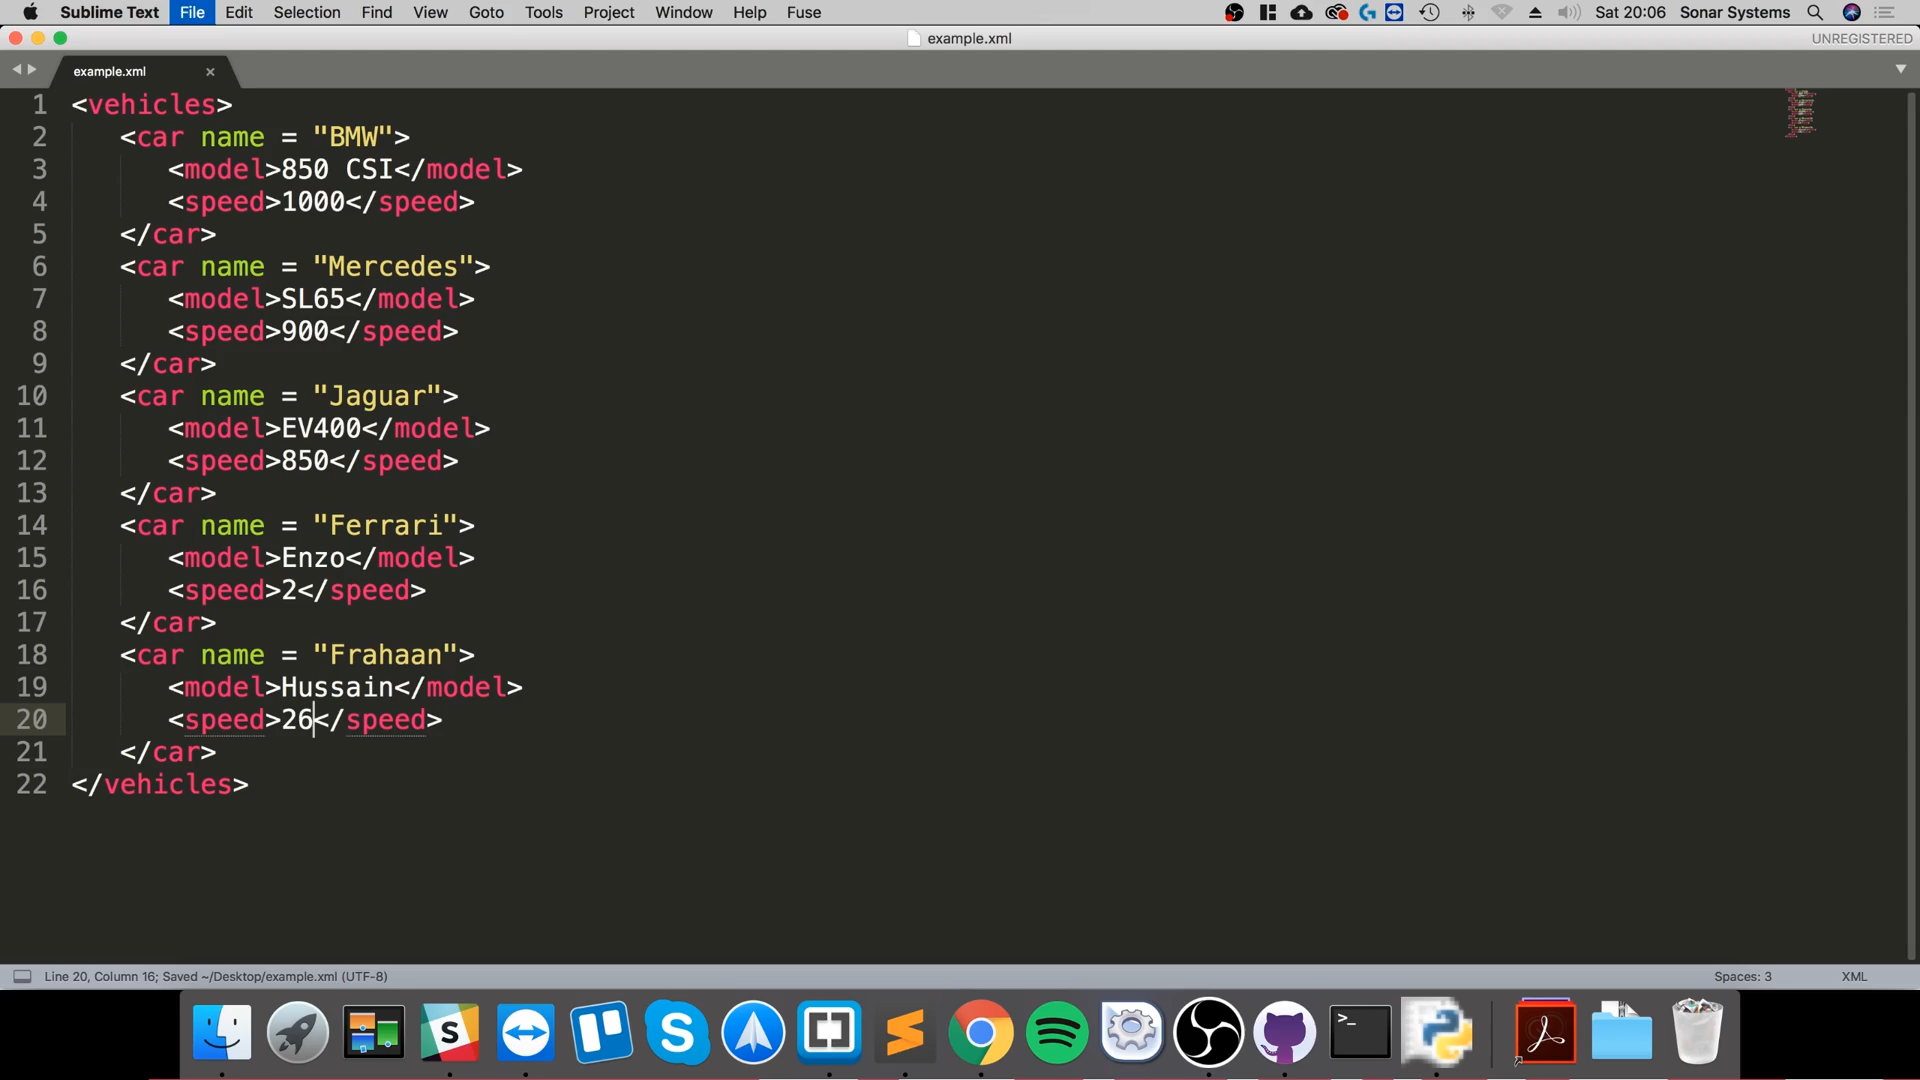 Sublime Text File Edit Selection Find View Goto Tools Project Window Help Fuse Sat 20:06 Sonar Systems
example.xml UNREGISTERED
example.xml ×
1 <vehicles>
2 <car name = "BMW">
3 <model>850 CSI</model>
4 <speed>1000</speed>
5 </car>
6 <car name = "Mercedes">
7 <model>SL65</model>
8 <speed>900</speed>
9 </car>
10 <car name = "Jaguar">
11 <model>EV400</model>
12 <speed>850</speed>
13 </car>
14 <car name = "Ferrari">
15 <model>Enzo</model>
16 <speed>2</speed>
17 </car>
18 <car name = "Frahaan">
19 <model>Hussain</model>
20 <speed>26</speed>
21 </car>
22 </vehicles>
Line 20, Column 16; Saved ~/Desktop/example.xml (UTF-8) Spaces: 3 XML